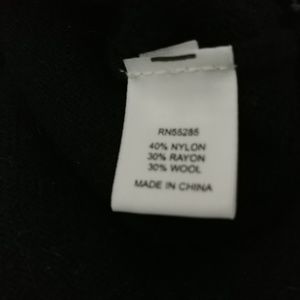 RN55285
40% NYLON
30% RAYON
30% WOOL
MADE IN CHINA